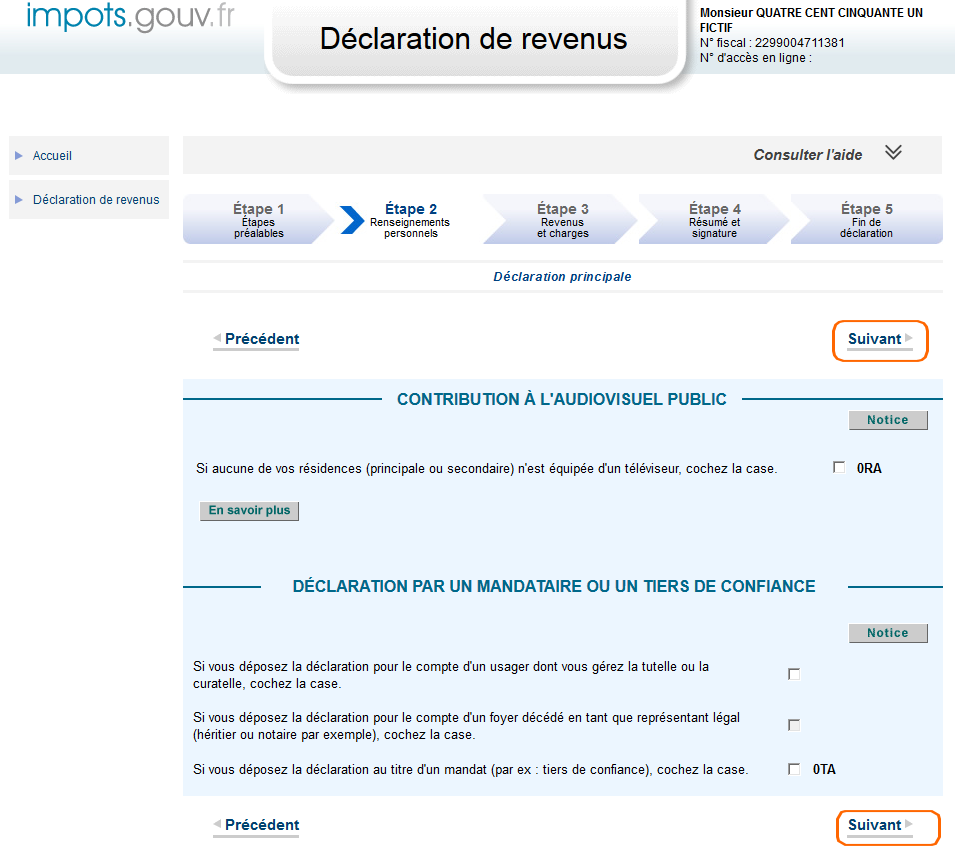 impots.gouv.fr
Déclaration de revenus
Monsieur QUATRE CENT CINQUANTE UN
FICTIF
N° fiscal : 2299004711381
N° d'accès en ligne :
Accueil
Déclaration de revenus
Consulter l'aide
Étape 1
Étapes
préalables
Étape 2
Renseignements
personnels
Étape 3
Revenus
et charges
Étape 4
Résumé et
signature
Étape 5
Fin de
déclaration
Déclaration principale
Précédent
Suivant
CONTRIBUTION À L'AUDIOVISUEL PUBLIC
Notice
Si aucune de vos résidences (principale ou secondaire) n'est équipée d'un téléviseur, cochez la case.
0RA
En savoir plus
DÉCLARATION PAR UN MANDATAIRE OU UN TIERS DE CONFIANCE
Notice
Si vous déposez la déclaration pour le compte d'un usager dont vous gérez la tutelle ou la
curatelle, cochez la case.
Si vous déposez la déclaration pour le compte d'un foyer décédé en tant que représentant légal
(héritier ou notaire par exemple), cochez la case.
Si vous déposez la déclaration au titre d'un mandat (par ex : tiers de confiance), cochez la case.
0TA
Précédent
Suivant